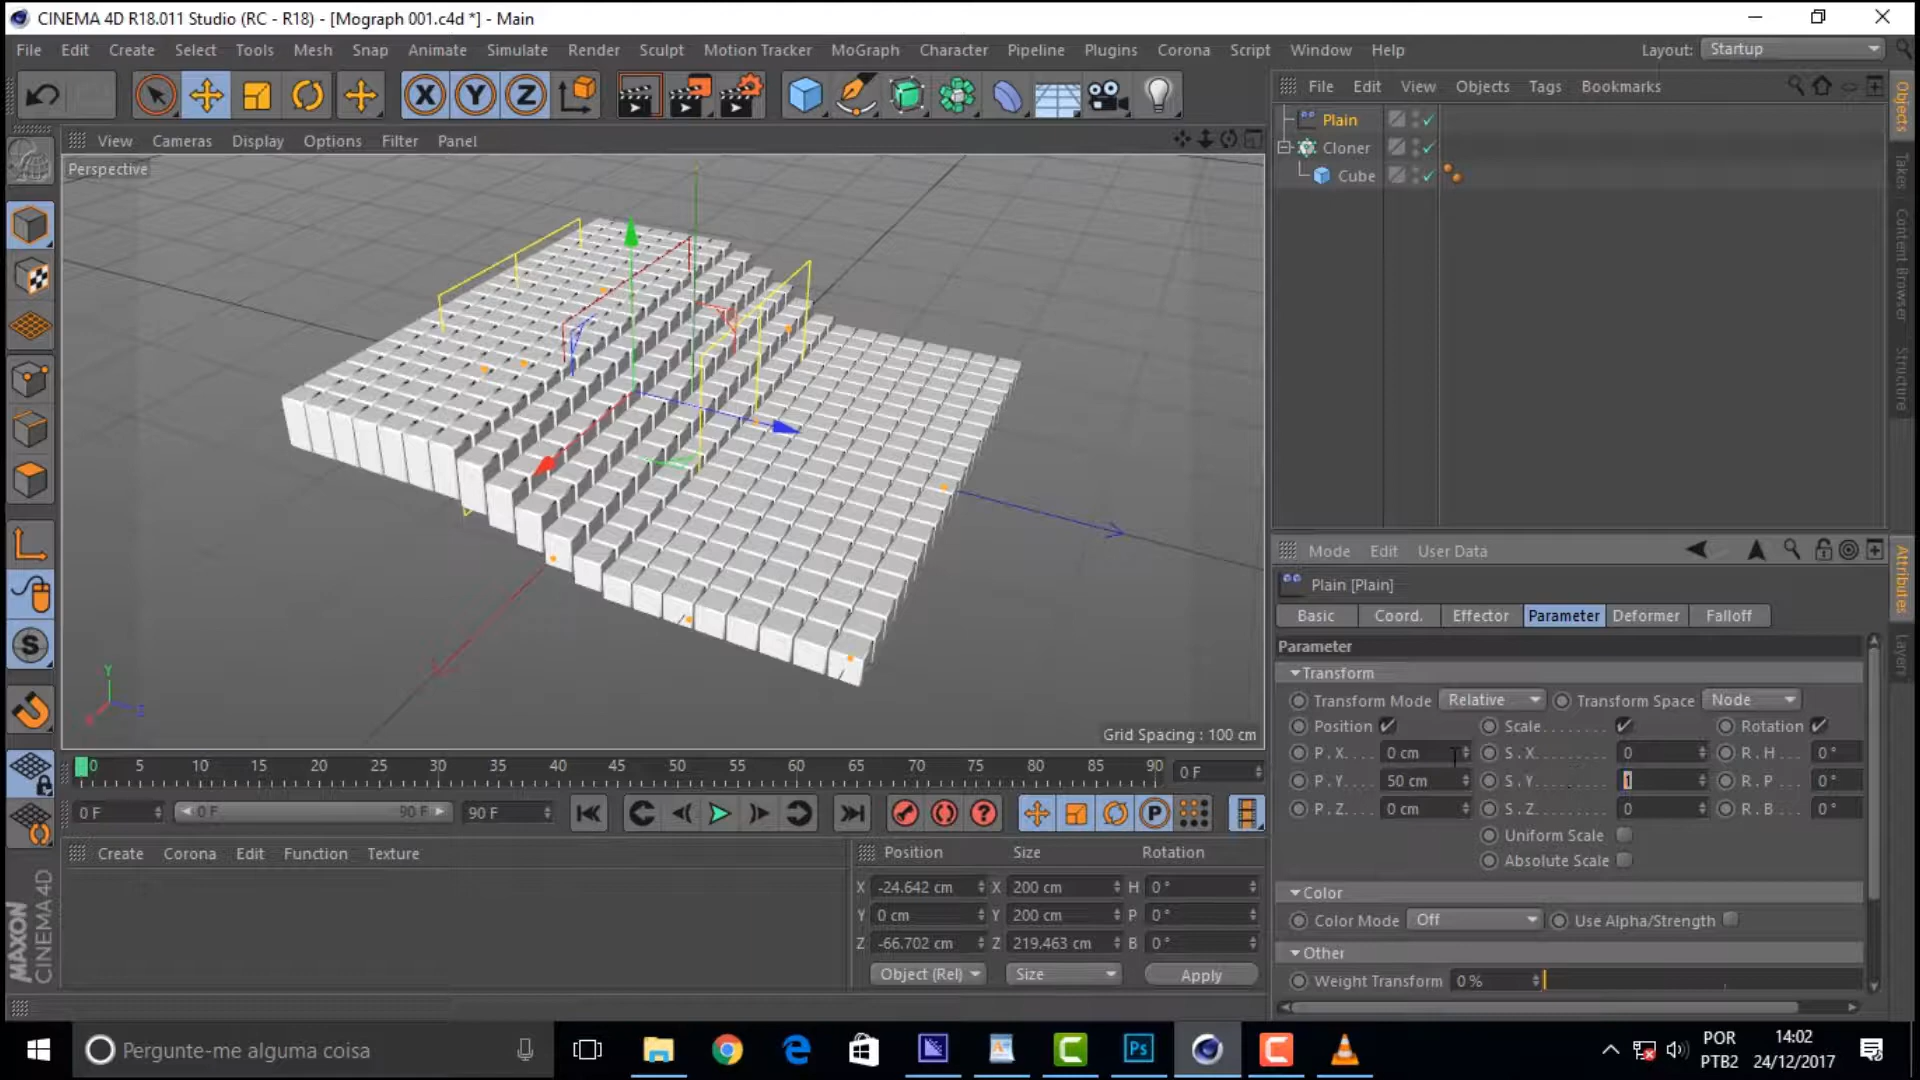 CINEMA 4D R18.011 Studio (RC - R18) - [Mograph 001.c4d *] - Main
File Edit Create Select Tools Mesh Snap Animate Simulate Render Sculpt Motion Tracker MoGraph Character Pipeline Plugins Corona Script Window Help Layout: Startup
File Edit View Objects Tags Bookmarks
Objects
Takes
Content Browser
Structure
Plain
Cloner
Cube
View Cameras Display Options Filter Panel
Perspective
Grid Spacing : 100 cm
Y
Z
Mode Edit User Data
Attributes
Layers
Plain [Plain]
Basic Coord. Effector Parameter Deformer Falloff
Parameter
Transform
Transform Mode Relative Transform Space Node
Position Scale........ Rotation
P . X.... 0 cm S . X....... 0 R . H... 0 °
P . Y.... 50 cm S . Y....... 1 R . P... 0 °
P . Z.... 0 cm S . Z....... 0 R . B... 0 °
Uniform Scale
Absolute Scale
Color
Color Mode Off Use Alpha/Strength
Other
Weight Transform 0 %
0 5 10 15 20 25 30 35 40 45 50 55 60 65 70 75 80 85 90 0 F
0 F 0 F 90 F 90 F
Create Corona Edit Function Texture
Position Size Rotation
X -24.642 cm X 200 cm H 0 °
Y 0 cm Y 200 cm P 0 °
Z -66.702 cm Z 219.463 cm B 0 °
Object (Rel) Size Apply
MAXON
CINEMA 4D
Pergunte-me alguma coisa
Ps
POR
PTB2
14:02
24/12/2017